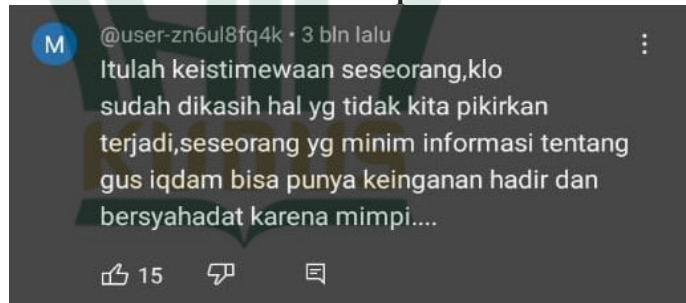 M
@user-zn6ul8fq4k • 3 bln lalu
Itulah keistimewaan seseorang,klo
sudah dikasih hal yg tidak kita pikirkan
terjadi,seseorang yg minim informasi tentang
gus iqdam bisa punya keinganan hadir dan
bersyahadat karena mimpi....
KUDUS
15